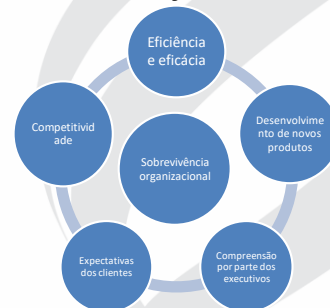 Eficiência
e eficácia
Competitivid
ade
Desenvolvime
nto de novos
produtos
Sobrevivência
organizacional
Expectativas
dos clientes
Compreensão
por parte dos
executivos